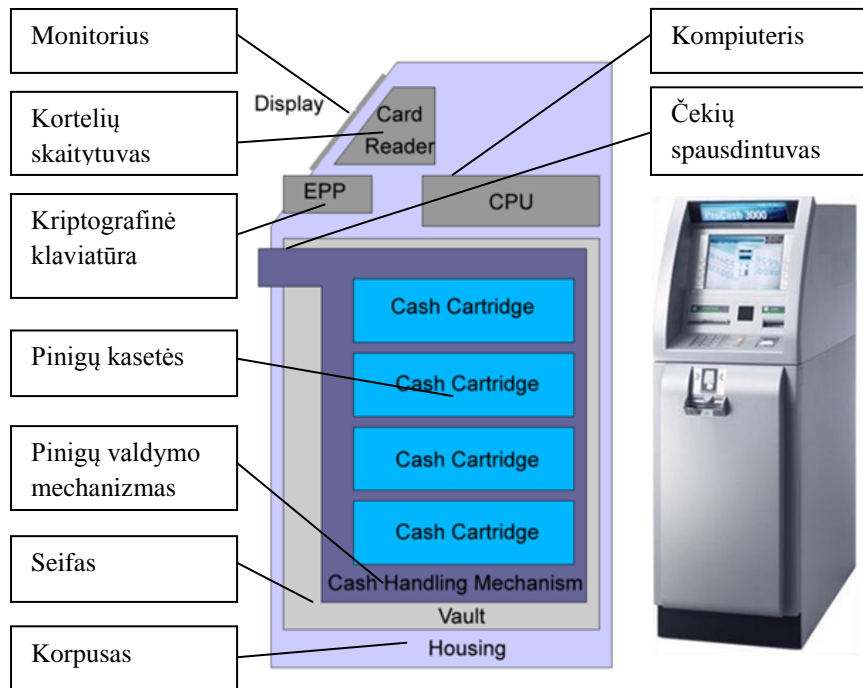 Monitorius
Kortelių
skaitytuvas
Kriptografinė
klaviatūra
Pinigų kasetės
Pinigų valdymo
mechanizmas
Seifas
Korpusas
Display
Card
Reader
EPP
CPU
Cash Cartridge
Cash Cartridge
Cash Cartridge
Cash Cartridge
Cash Handling Mechanism
Vault
Housing
Kompiuteris
Čekių
spausdintuvas
ProCash 3000